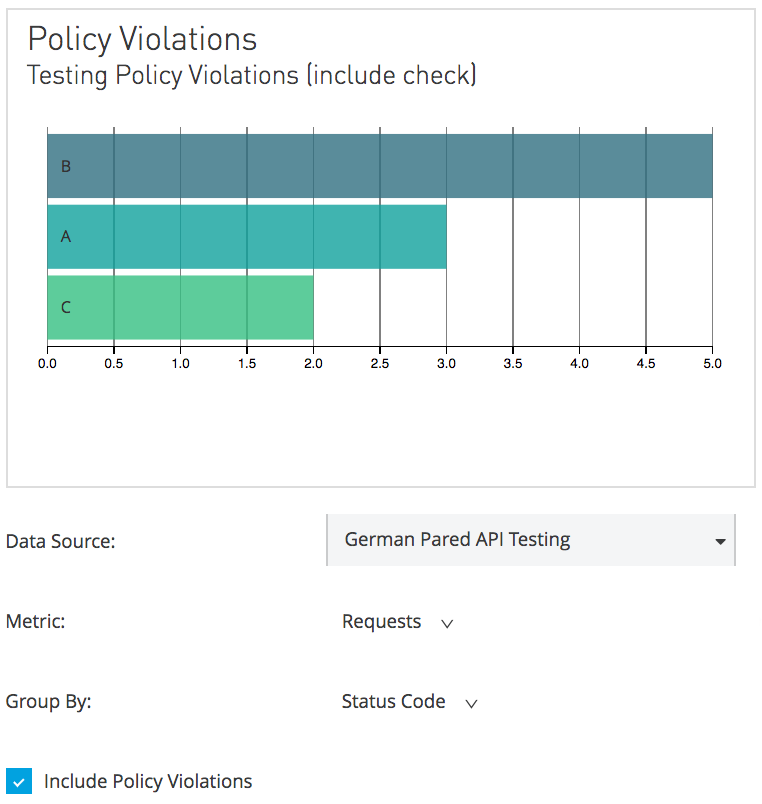 Policy Violations
Testing Policy Violations (include check)
B
A
C
0.0 0.5 1.0 1.5 2.0 2.5 3.0 3.5 4.0 4.5 5.0
Data Source: German Pared API Testing
Metric: Requests
Group By: Status Code
Include Policy Violations